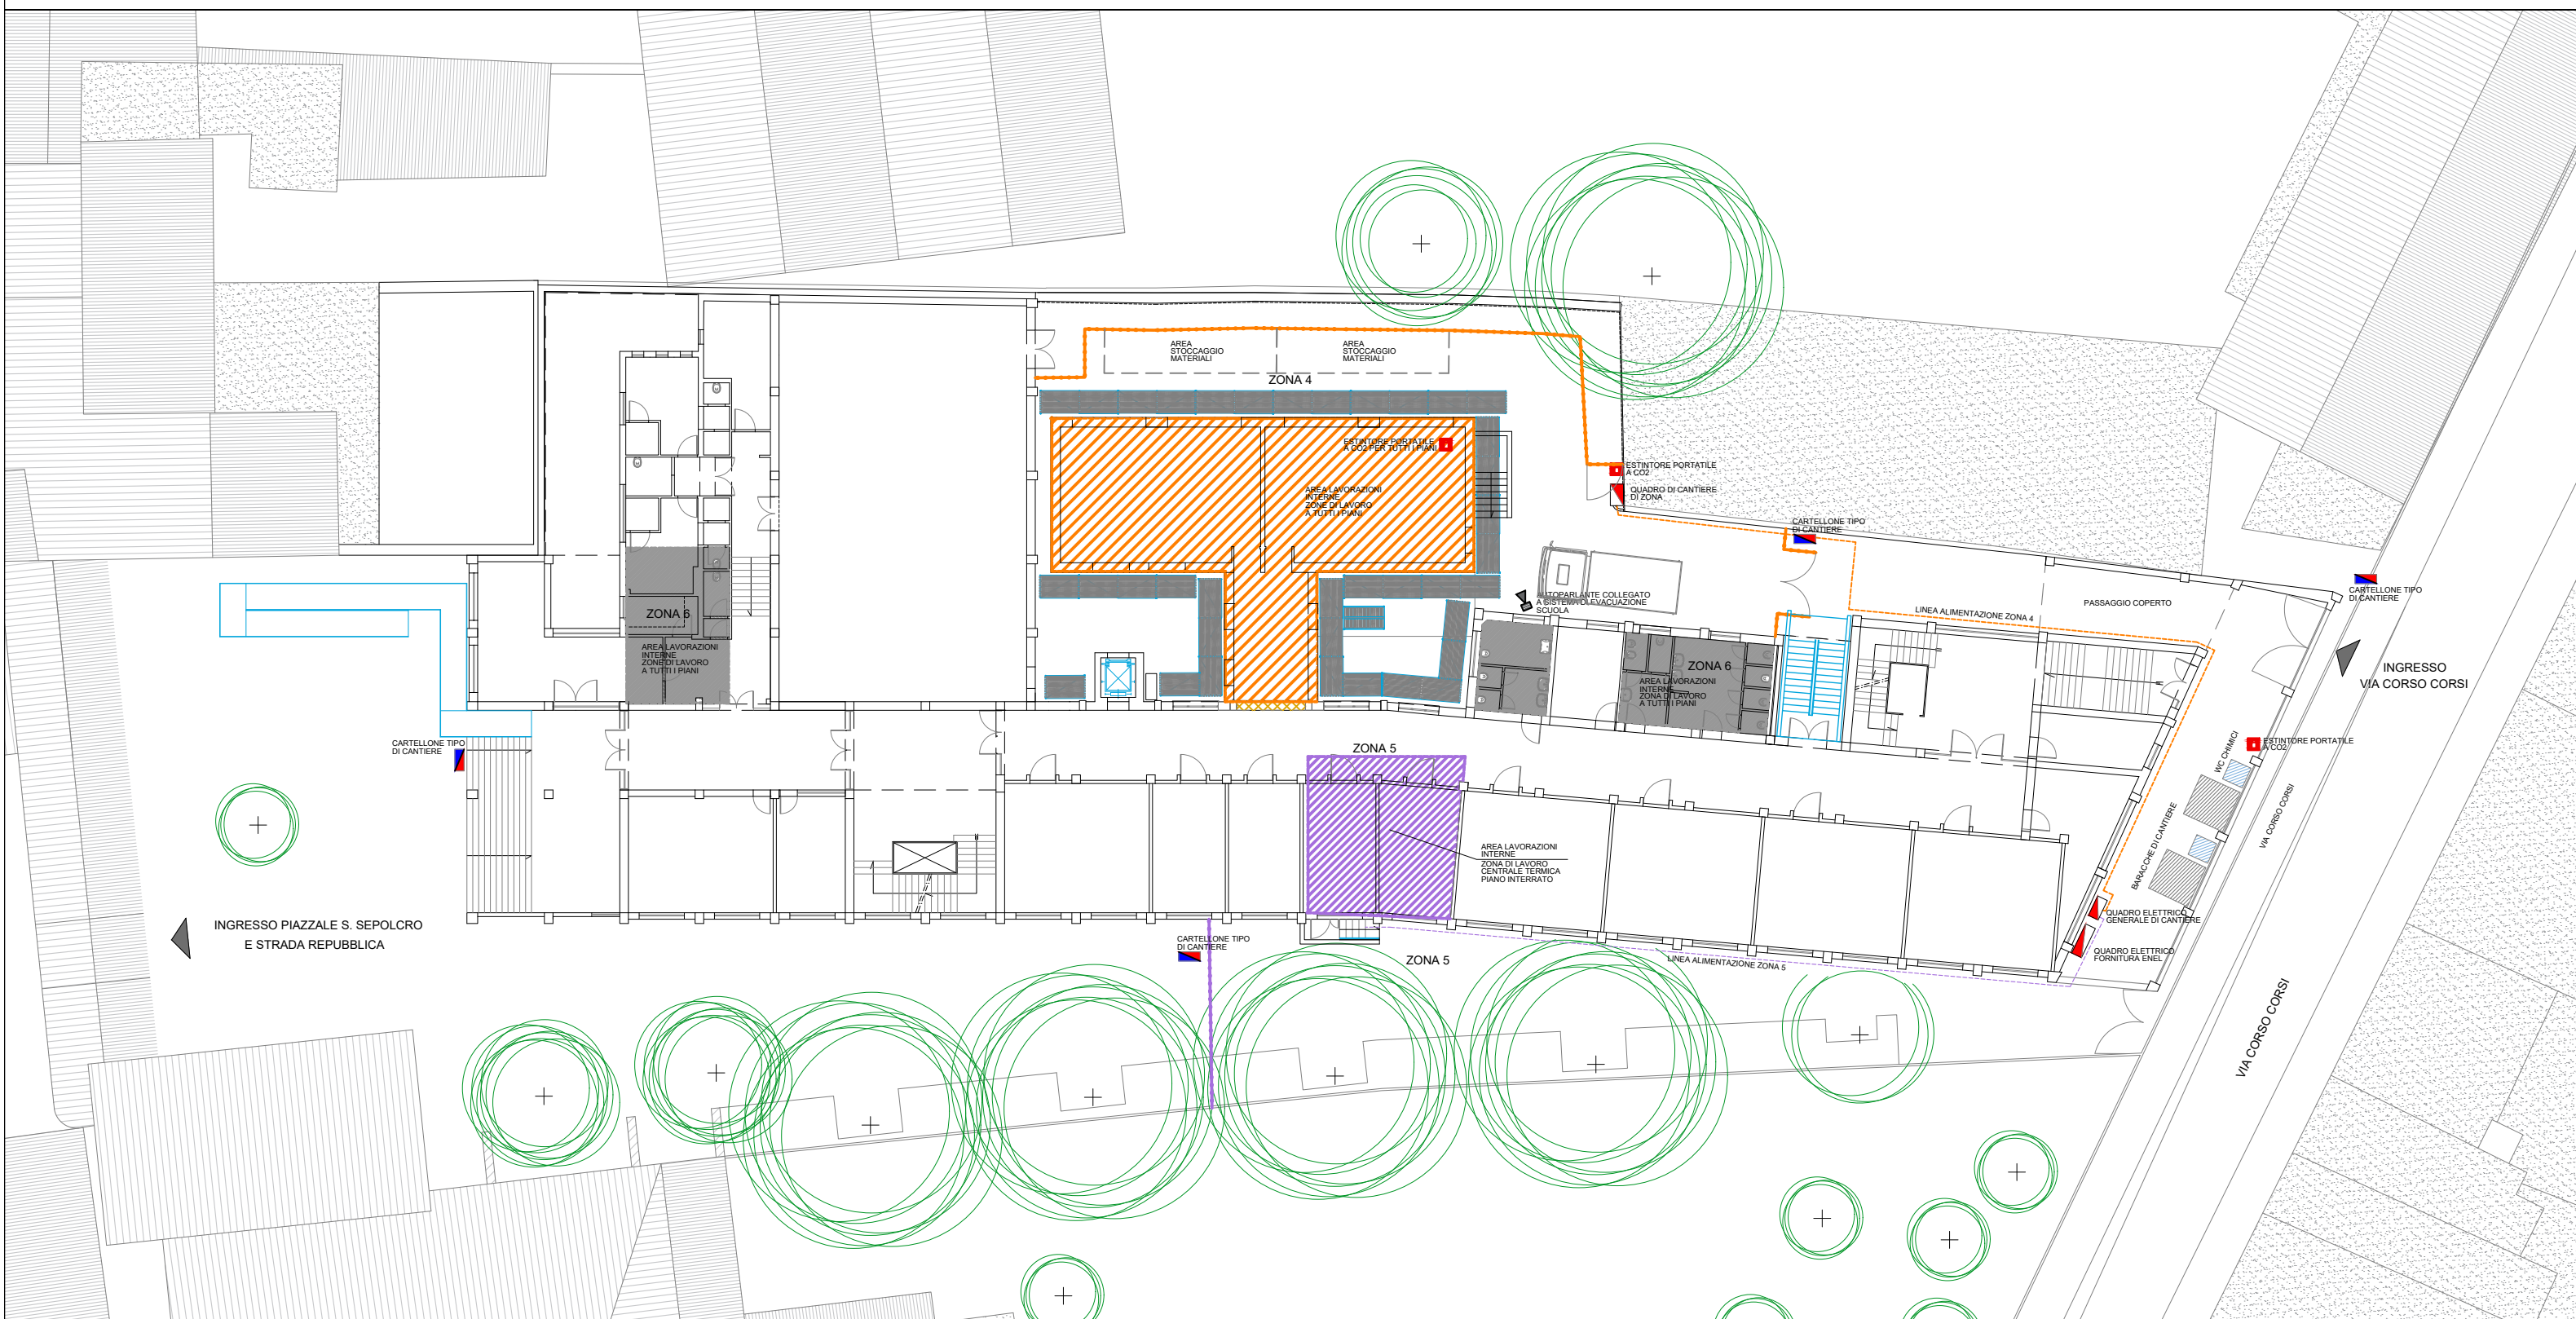 AREA
STOCCAGGIO
MATERIALI
AREA
STOCCAGGIO
MATERIALI
ZONA 4
ESTINTORE PORTATILE
A CO2 PER TUTTI I PIANI
ESTINTORE PORTATILE
A CO2
AREA LAVORAZIONI
INTERNE
ZONE DI LAVORO
A TUTTI I PIANI
QUADRO DI CANTIERE
DI ZONA
CARTELLONE TIPO
DI CANTIERE
CARTELLONE TIPO
DI CANTIERE
AUTOPARLANTE COLLEGATO
A SISTEMA DI EVACUAZIONE
SCUOLA
PASSAGGIO COPERTO
LINEA ALIMENTAZIONE ZONA 4
ZONA 6
AREA LAVORAZIONI
INTERNE
ZONE DI LAVORO
A TUTTI I PIANI
ZONA 6
AREA LAVORAZIONI
INTERNE
ZONA DI LAVORO
A TUTTI I PIANI
INGRESSO
VIA CORSO CORSI
CARTELLONE TIPO
DI CANTIERE
ZONA 5
ESTINTORE PORTATILE
A CO2
WC CHIMICI
BARACCHE DI CANTIERE
VIA CORSO CORSI
AREA LAVORAZIONI
INTERNE
ZONA DI LAVORO
CENTRALE TERMICA
PIANO INTERRATO
INGRESSO PIAZZALE S. SEPOLCRO
E STRADA REPUBBLICA
QUADRO ELETTRICO
GENERALE DI CANTIERE
CARTELLONE TIPO
DI CANTIERE
ZONA 5
LINEA ALIMENTAZIONE ZONA 5
QUADRO ELETTRICO
FORNITURA ENEL
VIA CORSO CORSI